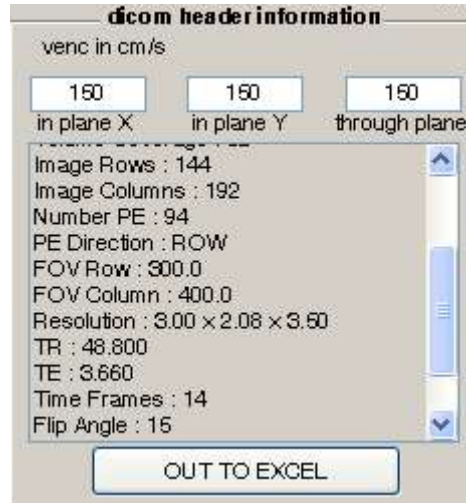 dicom header information
venc in cm/s
150 150 150
in plane X in plane Y through plane
Image Rows : 144
Image Columns : 192
Number PE : 94
PE Direction : ROW
FOV Row : 300.0
FOV Column : 400.0
Resolution : 3.00 x 2.08 x 3.50
TR : 48.800
TE : 3.660
Time Frames : 14
Flip Angle : 15
OUT TO EXCEL